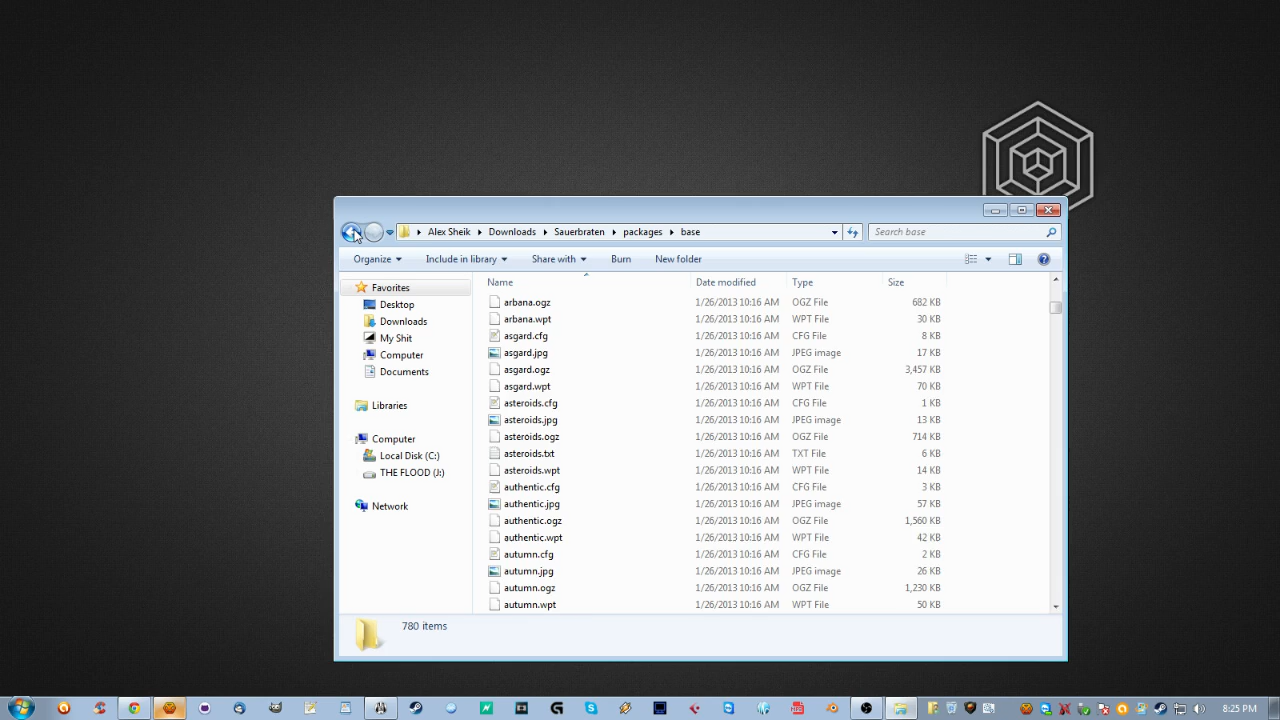 Alex Sheik Downloads Sauerbraten packages base Search base
Organize Include in library Share with Burn New folder
Favorites
Desktop
Downloads
My Shit
Computer
Documents
Libraries
Computer
Local Disk (C:)
THE FLOOD (J:)
Network
Name Date modified Type Size
arbana.ogz 1/26/2013 10:16 AM OGZ File 682 KB
arbana.wpt 1/26/2013 10:16 AM WPT File 30 KB
asgard.cfg 1/26/2013 10:16 AM CFG File 8 KB
asgard.jpg 1/26/2013 10:16 AM JPEG image 17 KB
asgard.ogz 1/26/2013 10:16 AM OGZ File 3,457 KB
asgard.wpt 1/26/2013 10:16 AM WPT File 70 KB
asteroids.cfg 1/26/2013 10:16 AM CFG File 1 KB
asteroids.jpg 1/26/2013 10:16 AM JPEG image 13 KB
asteroids.ogz 1/26/2013 10:16 AM OGZ File 714 KB
asteroids.txt 1/26/2013 10:16 AM TXT File 6 KB
asteroids.wpt 1/26/2013 10:16 AM WPT File 14 KB
authentic.cfg 1/26/2013 10:16 AM CFG File 3 KB
authentic.jpg 1/26/2013 10:16 AM JPEG image 57 KB
authentic.ogz 1/26/2013 10:16 AM OGZ File 1,560 KB
authentic.wpt 1/26/2013 10:16 AM WPT File 42 KB
autumn.cfg 1/26/2013 10:16 AM CFG File 2 KB
autumn.jpg 1/26/2013 10:16 AM JPEG image 26 KB
autumn.ogz 1/26/2013 10:16 AM OGZ File 1,230 KB
autumn.wpt 1/26/2013 10:16 AM WPT File 50 KB
780 items
8:25 PM